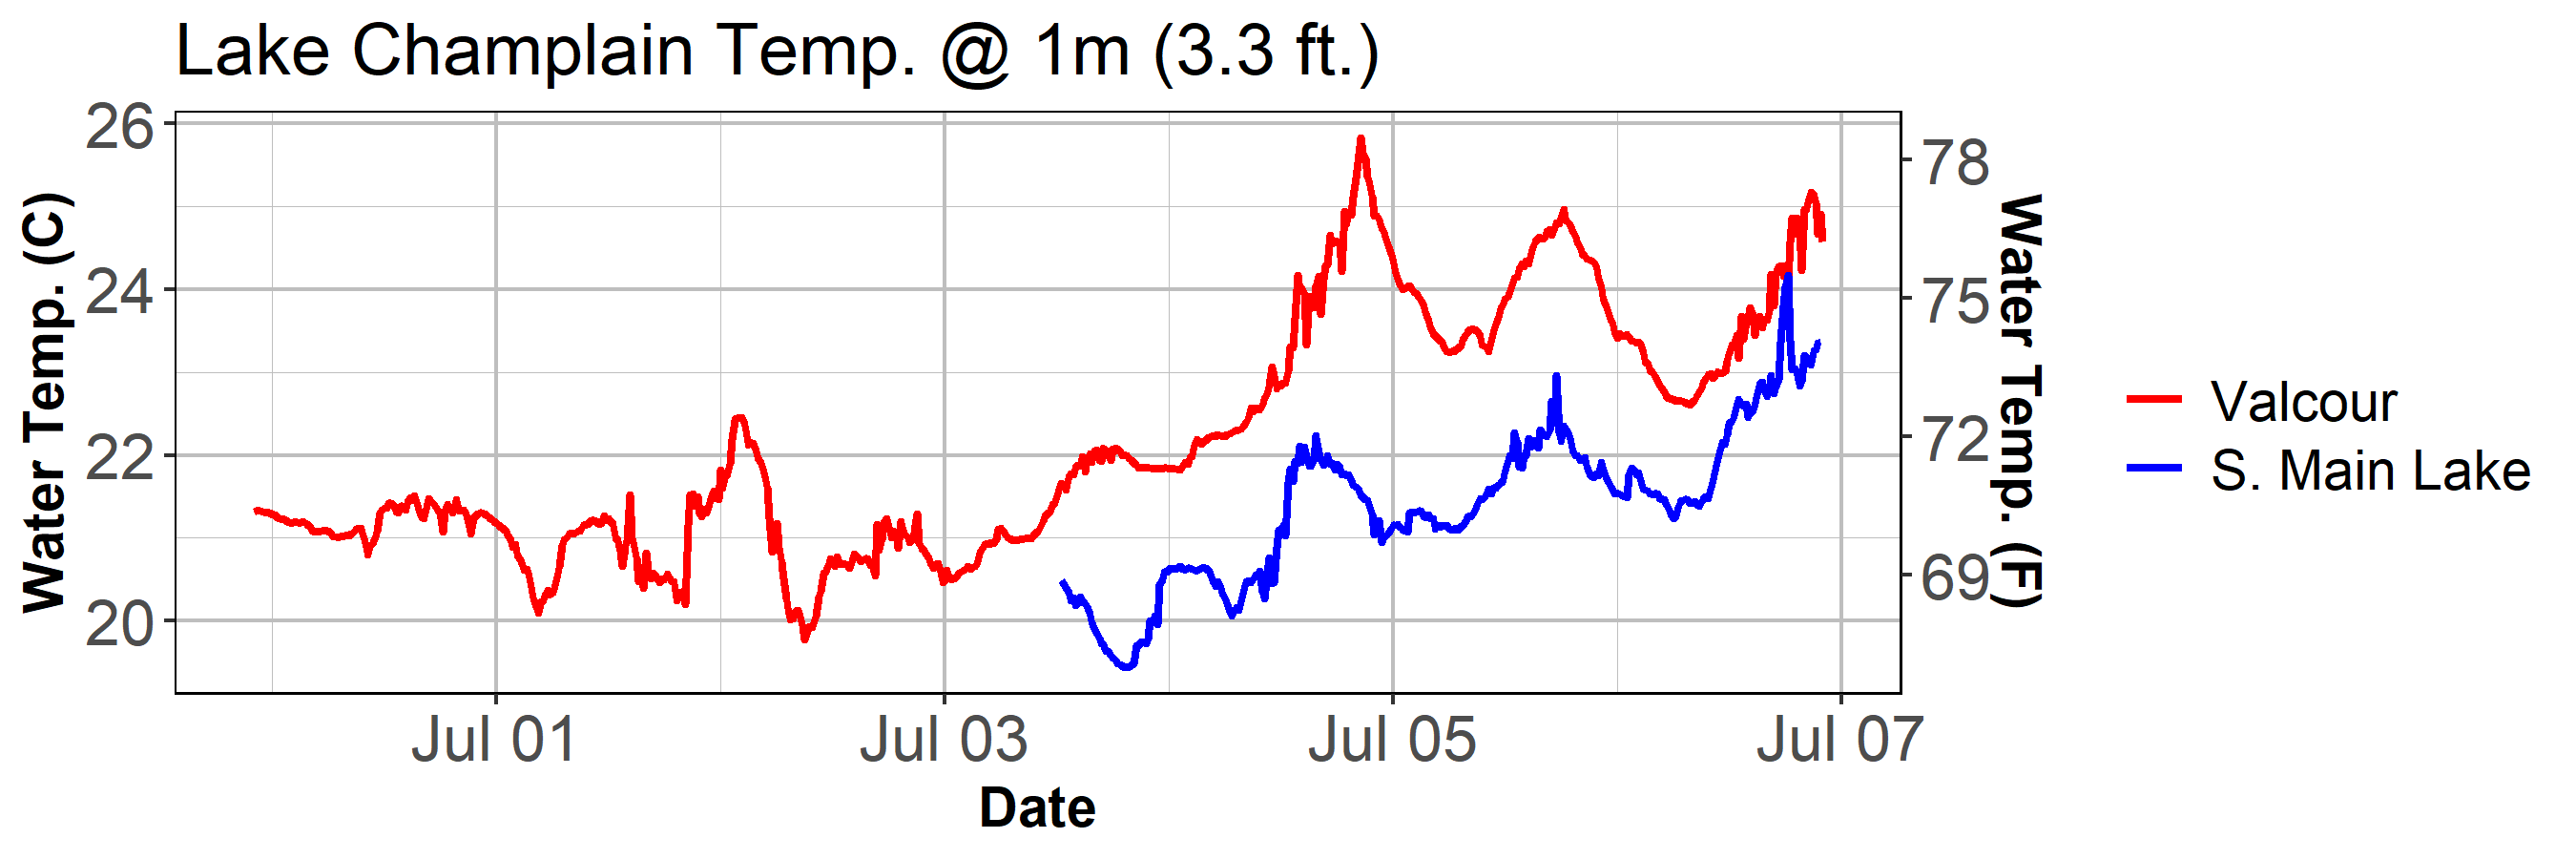 Lake Champlain Temp. @ 1m (3.3 ft.)
Water Temp. (C)
26
24
22
20
78
75
72
69
Water Temp. (F)
Jul 01
Jul 03
Jul 05
Jul 07
Date
Valcour
S. Main Lake